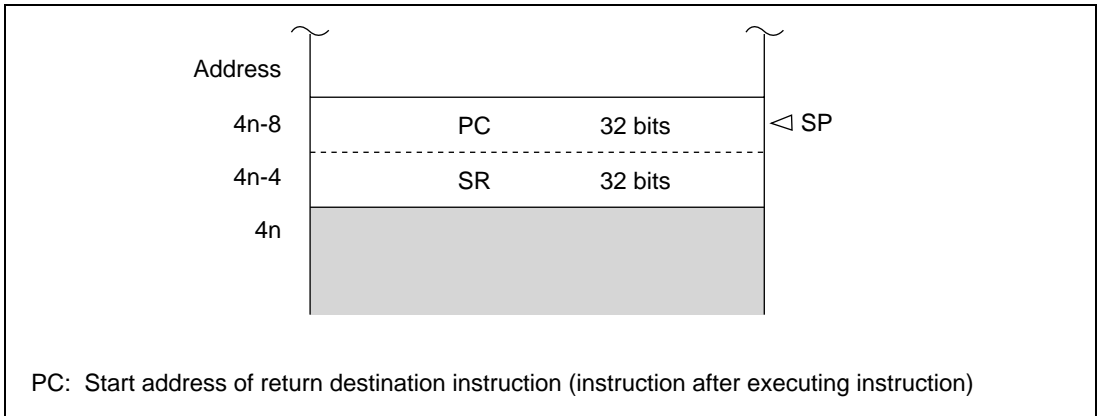 Address
4n-8 PC 32 bits SP
4n-4 SR 32 bits
4n
PC: Start address of return destination instruction (instruction after executing instruction)